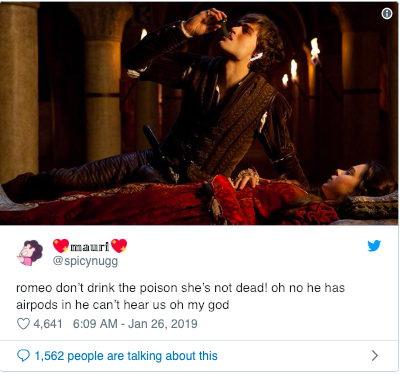 💖𝕞𝕒𝕦𝕣𝕚💖
@spicynugg
romeo don't drink the poison she's not dead! oh no he has
airpods in he can't hear us oh my god
4,641 6:09 AM - Jan 26, 2019
1,562 people are talking about this